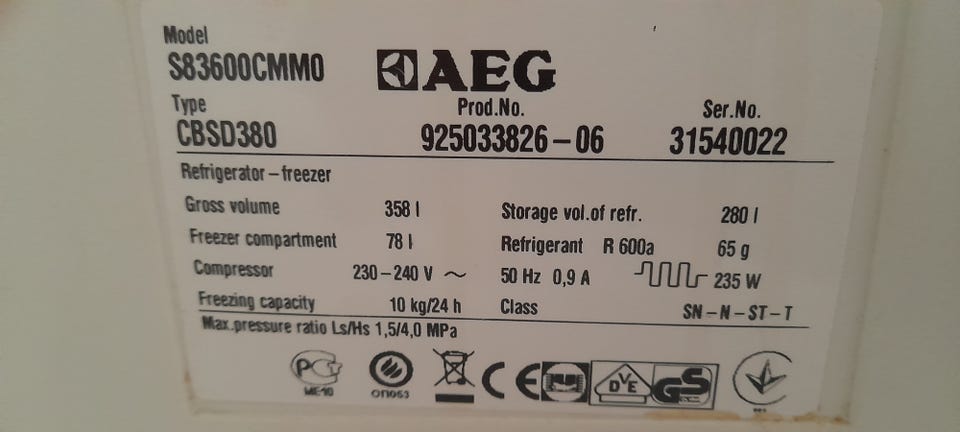 Model
S83600CMM0
AEG
Type
Prod.No.
Ser.No.
CBSD380
925033826-06
31540022
Refrigerator-freezer
Gross volume 358 l Storage vol.of refr. 280 l
Freezer compartment 78 l Refrigerant R 600a 65 g
Compressor 230-240 V ~ 50 Hz 0,9 A 235 W
Freezing capacity 10 kg/24 h Class SN-N-ST-T
Max.pressure ratio Ls/Hs 1,5/4,0 MPa
PCT
ME10
ОП063
CE
DVE
GS